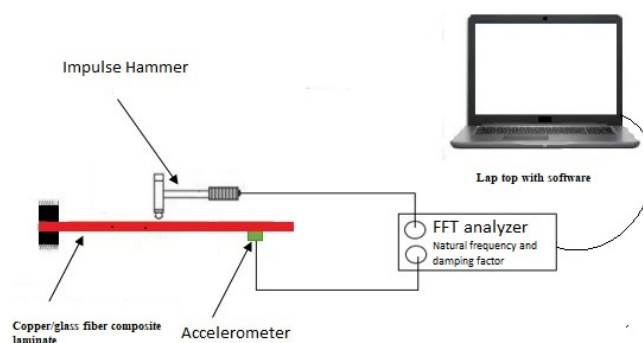 Impulse Hammer
Lap top with software
FFT analyzer
Natural frequency and
damping factor
Copper/glass fiber composite
laminate
Accelerometer